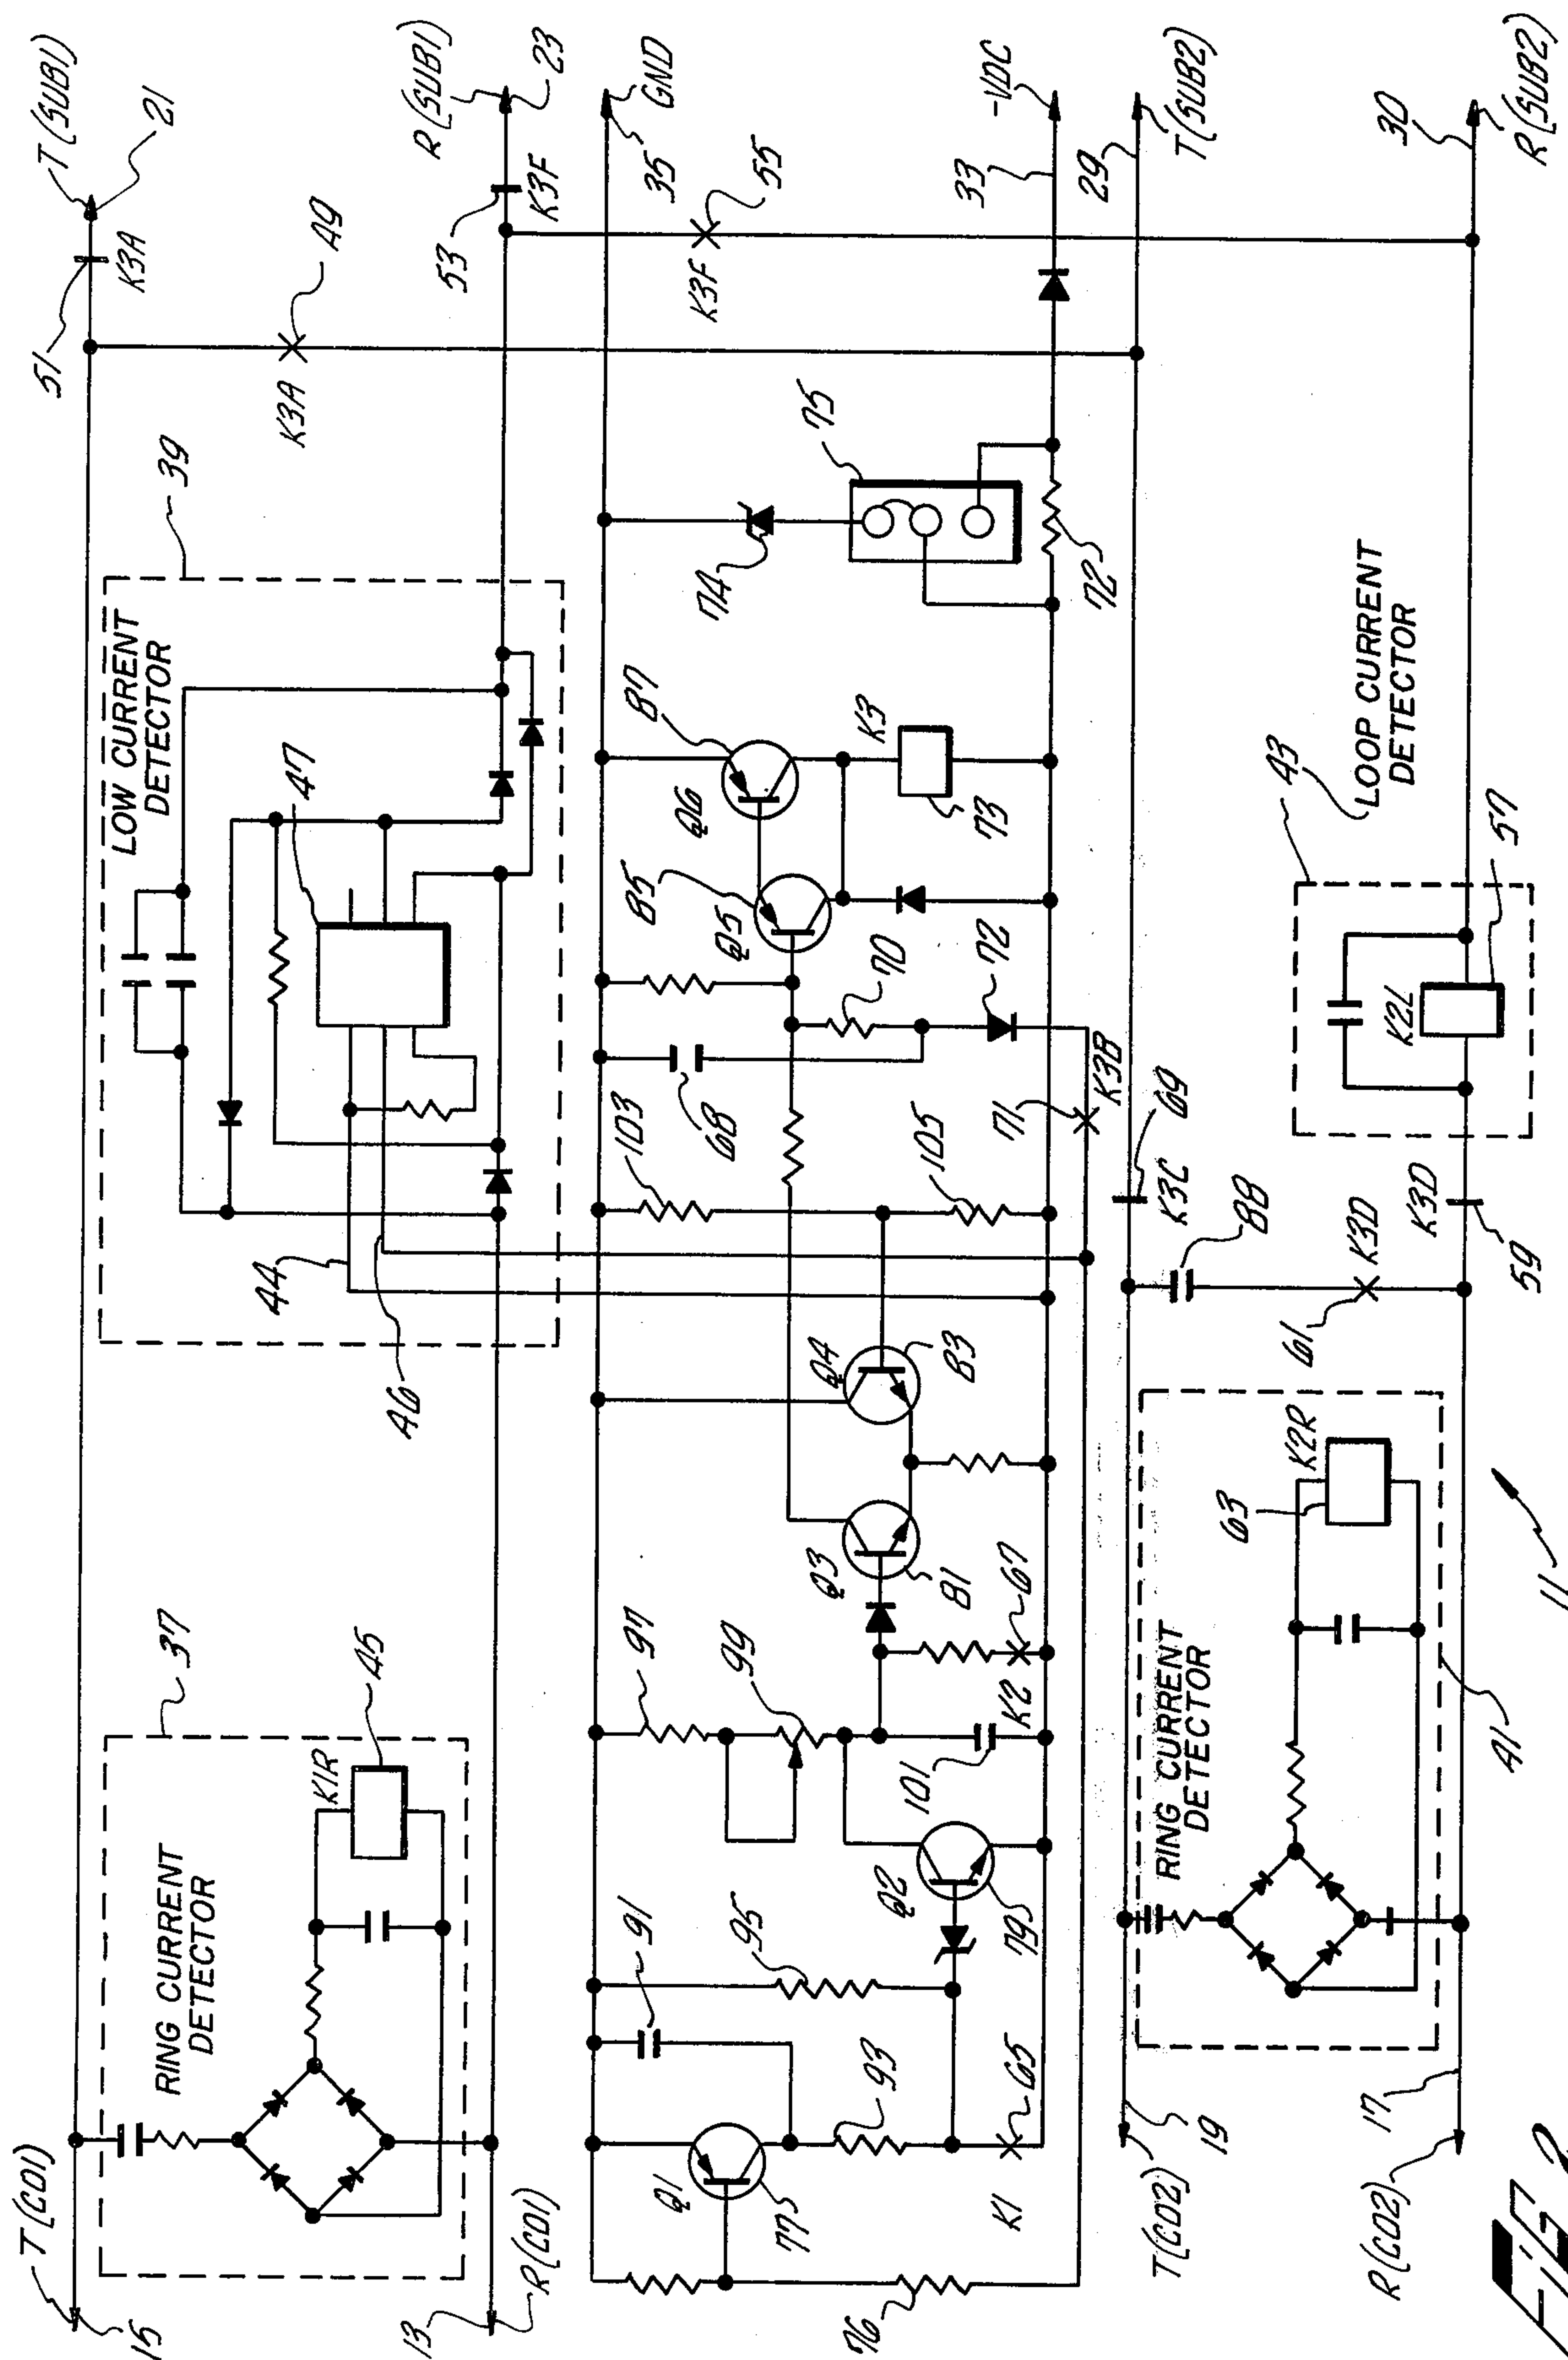 T(CO1)
15
13
R(CO1)
RING CURRENT
DETECTOR
37
K1R
45
LOW CURRENT
DETECTOR
39
47
44
46
51
K3A
T(SUB1)
21
K3A
49
R(SUB1)
23
53
K3F
GND
35
K3F
55
Q1
77
76
K1
65
93
91
95
Q2
79
97
99
101
K2
67
Q3
81
Q4
83
103
105
68
70
72
71
K3B
Q5
85
Q6
87
K3
73
74
75
72
-VDC
33
29
T(SUB2)
T(CO2)
19
R(CO2)
17
RING CURRENT
DETECTOR
63
K2R
41
11
88
K3C
69
61
K3D
K3D
59
43
LOOP CURRENT
DETECTOR
K2L
57
30
R(SUB2)
FIG. 2